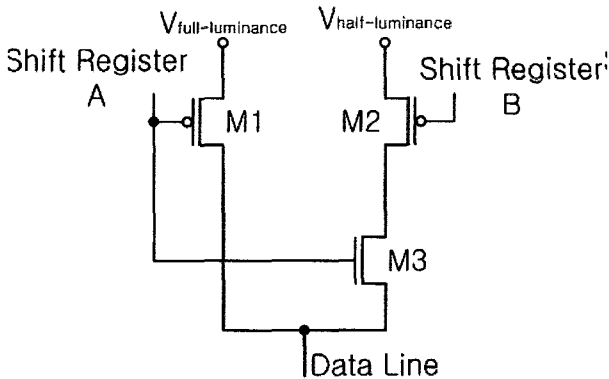 Vfull-luminance
Vhalf-luminance
Shift Register
A
M1
M2
Shift Register
B
M3
Data Line